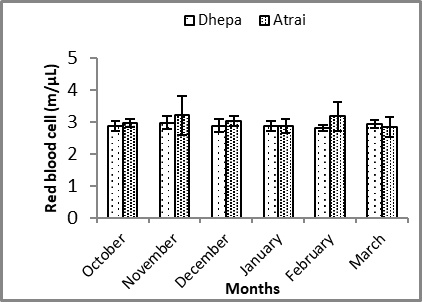 Dhepa Atrai
Red blood cell (m/µL)
5
4
3
2
1
0
October
November
December
January
February
March
Months